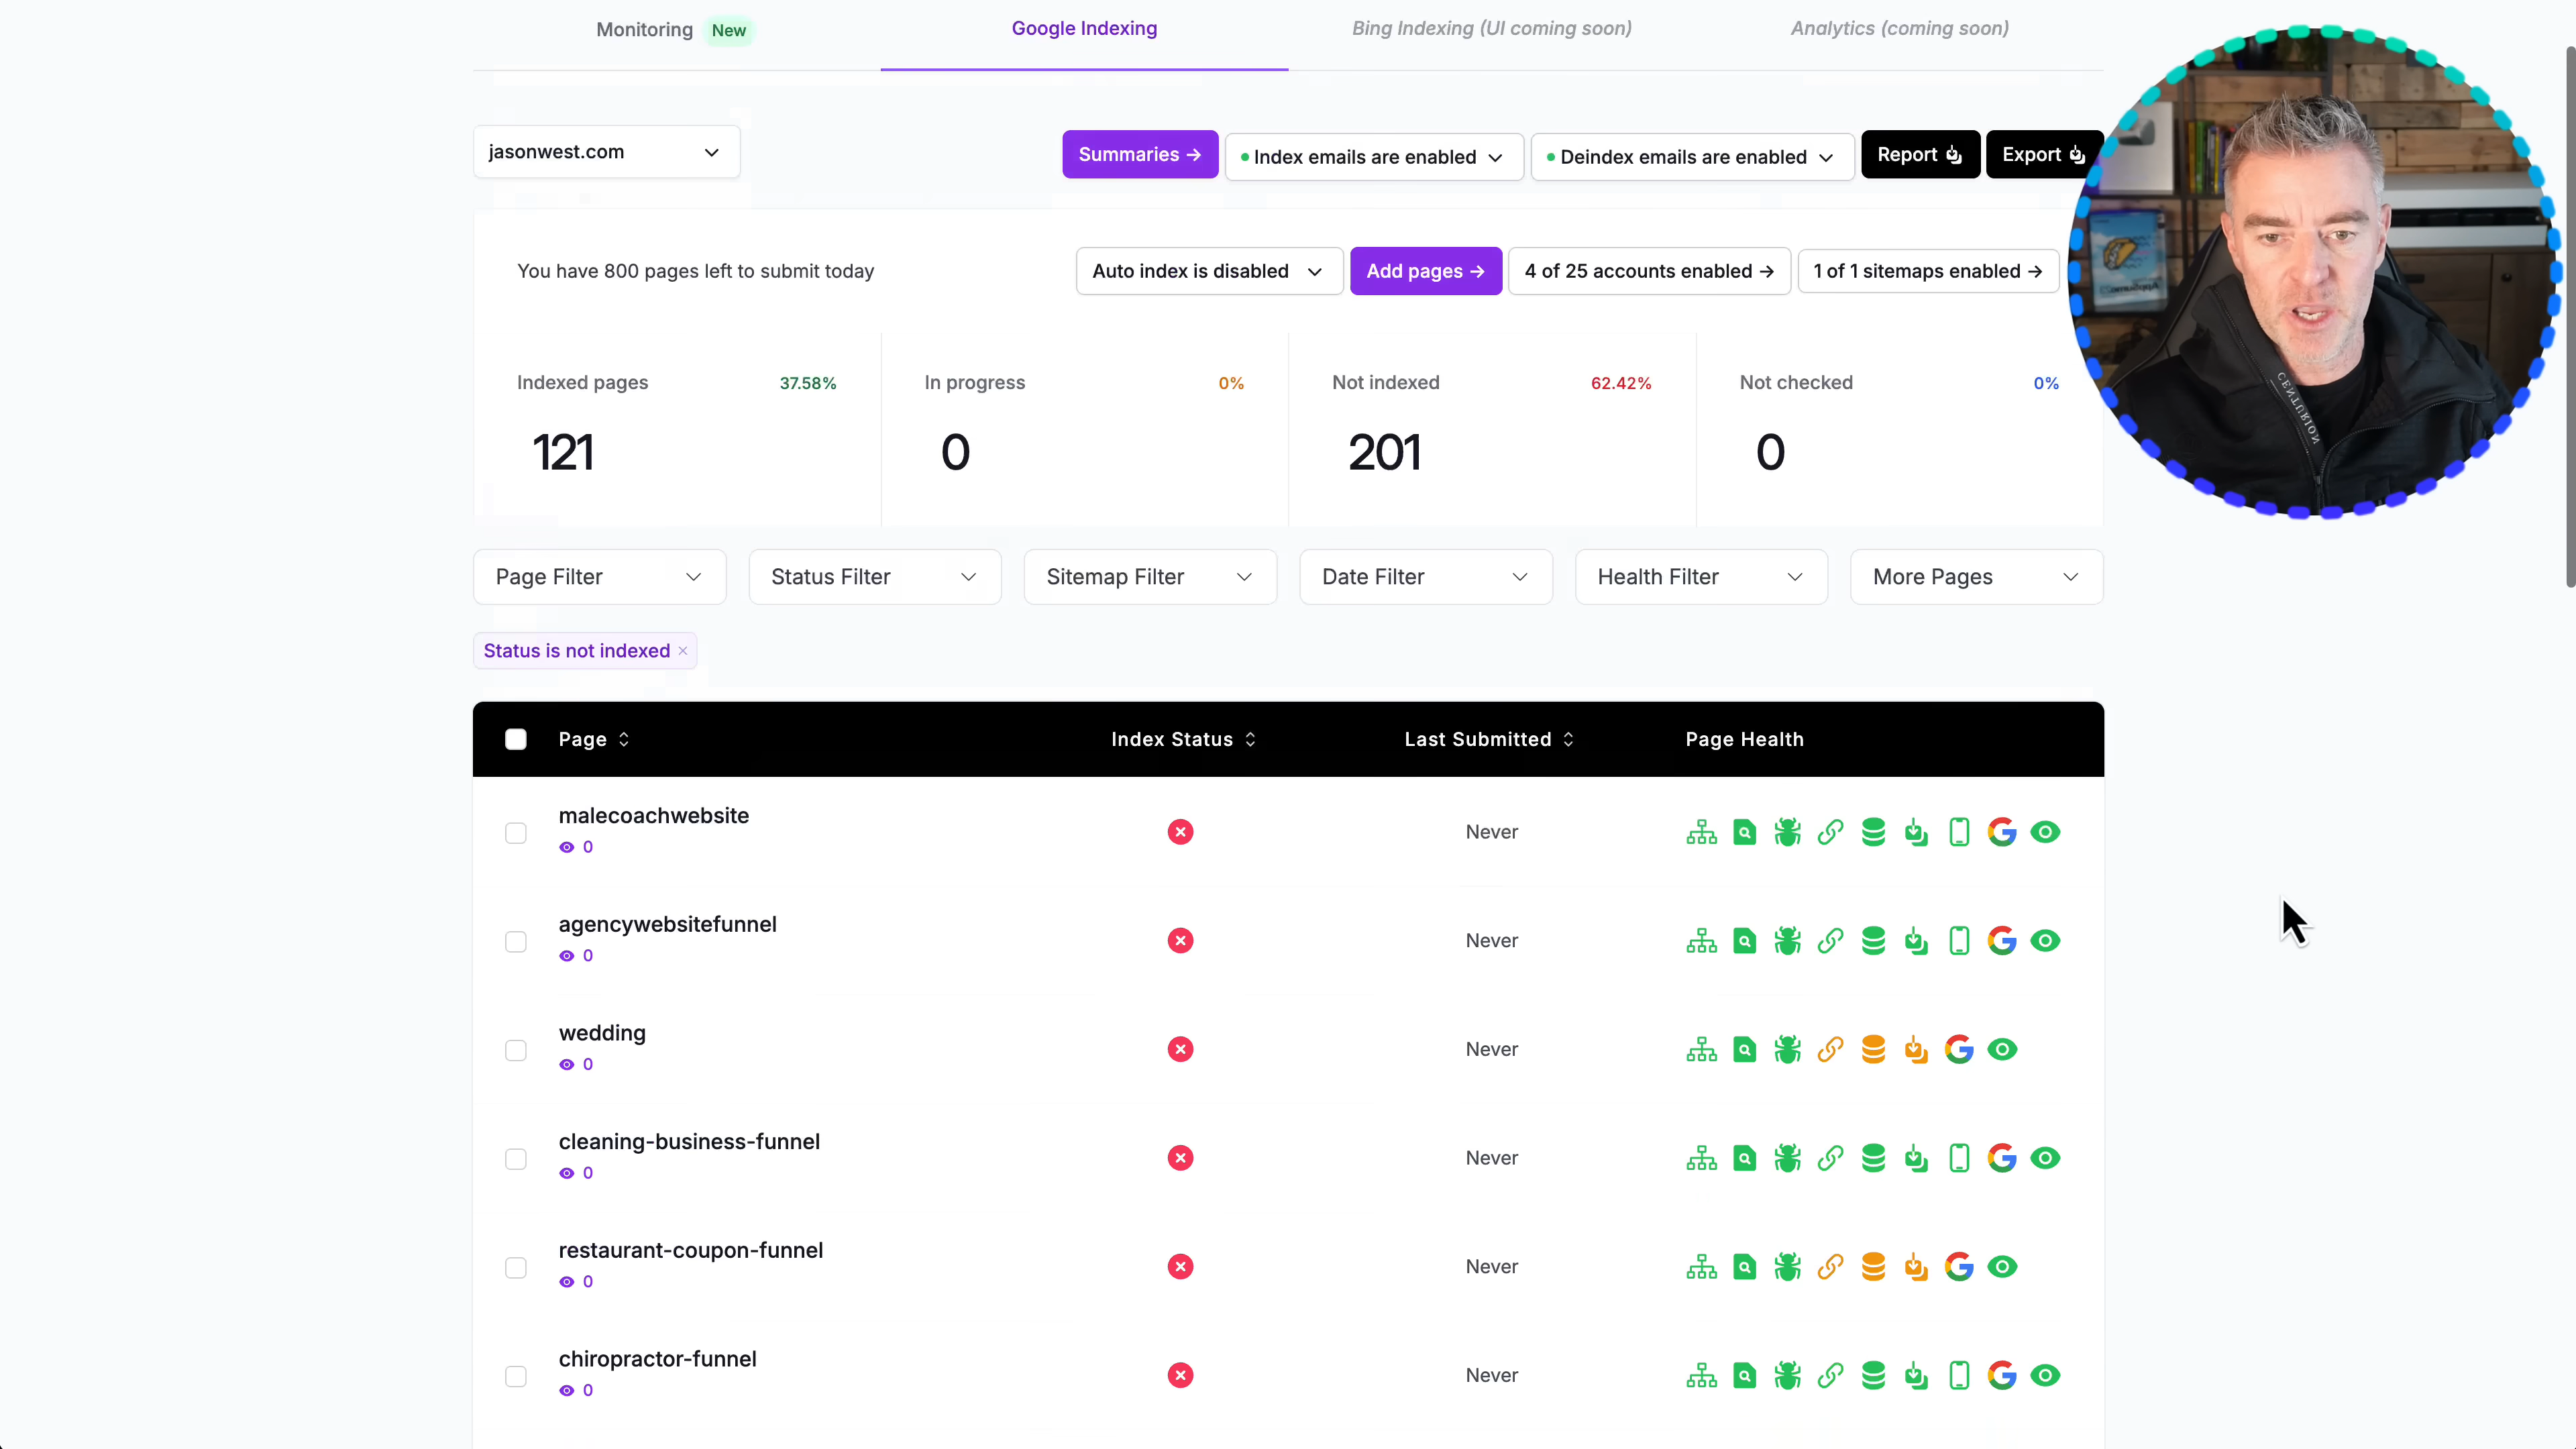 Monitoring New Google Indexing Bing Indexing (UI coming soon) Analytics (coming soon)
jasonwest.com Summaries → Index emails are enabled Deindex emails are enabled Report Export
You have 800 pages left to submit today Auto index is disabled Add pages → 4 of 25 accounts enabled → 1 of 1 sitemaps enabled →
Indexed pages 37.58% In progress 0% Not indexed 62.42% Not checked 0%
121 0 201 0
Page Filter Status Filter Sitemap Filter Date Filter Health Filter More Pages
Status is not indexed ×
Page Index Status Last Submitted Page Health
malecoachwebsite
0
Never
agencywebsitefunnel
0
Never
wedding
0
Never
cleaning-business-funnel
0
Never
restaurant-coupon-funnel
0
Never
chiropractor-funnel
0
Never
CENTURION